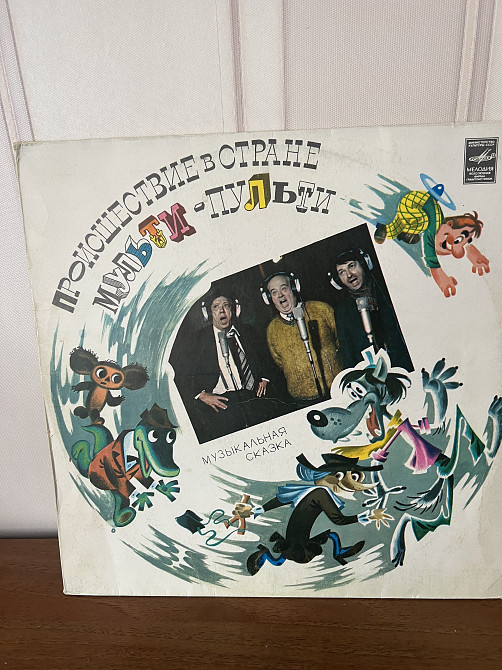 ПРОИСШЕСТВИЕ В СТРАНЕ
МУЛЬТИ-ПУЛЬТИ
МУЗЫКАЛЬНАЯ
СКАЗКА
МЕЛОДИЯ